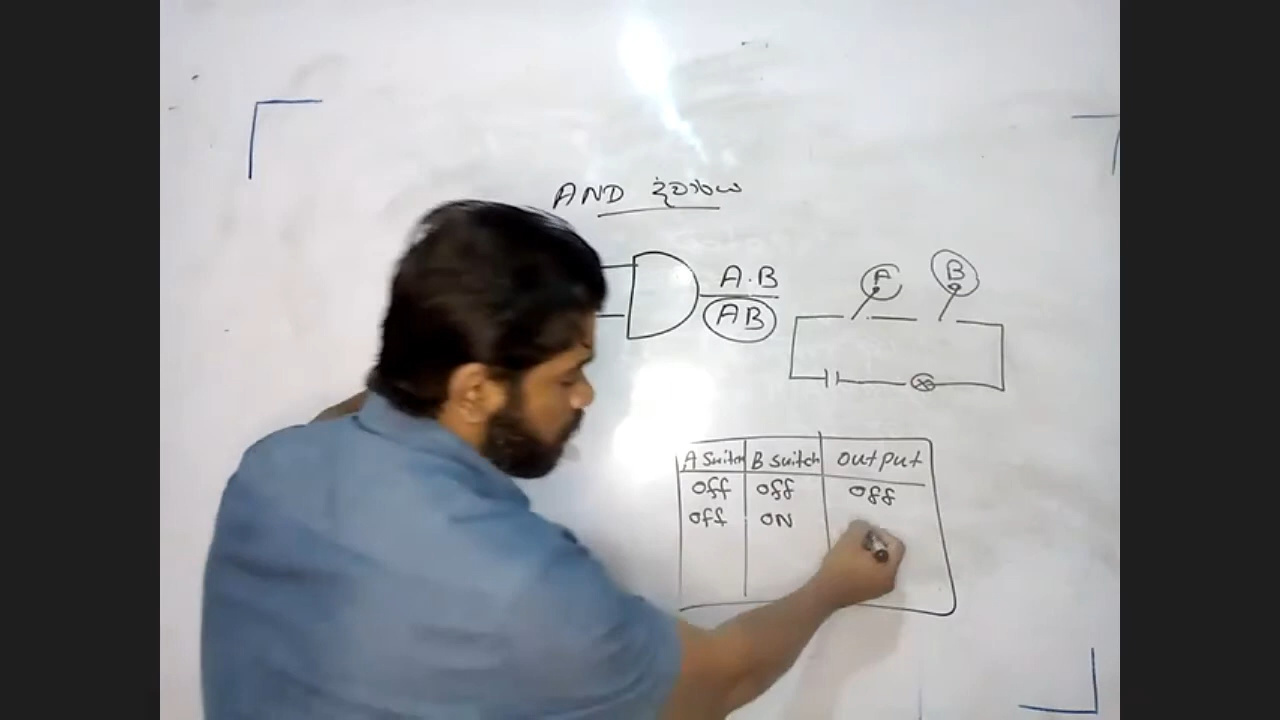 AND ද්වාරය
A.B
AB
A
B
A switch B switch output
off off off
off ON